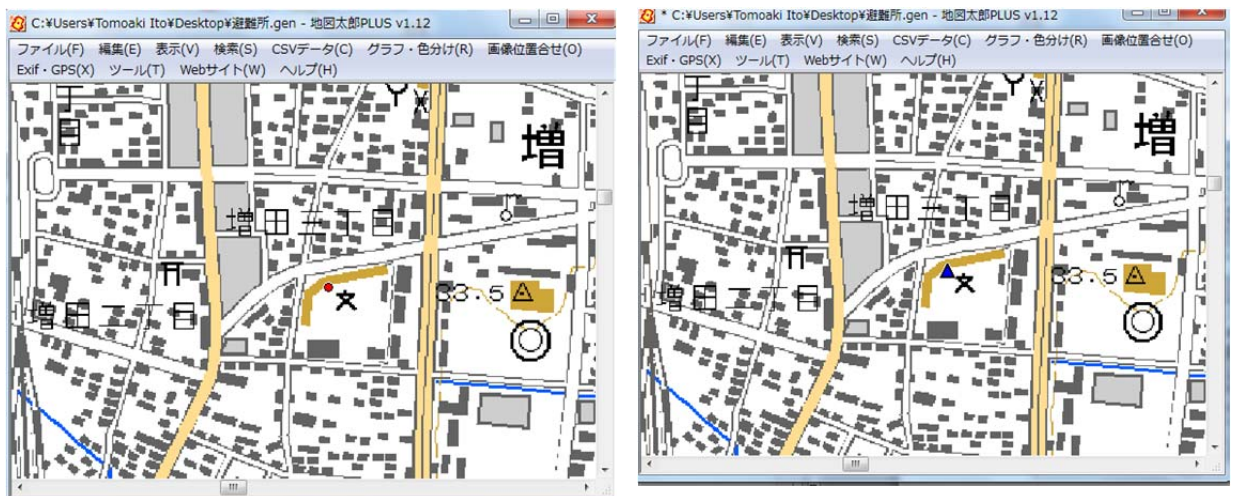 C:¥Users¥Tomoaki Ito¥Desktop¥避難所.gen - 地図太郎PLUS v1.12
ファイル(F) 編集(E) 表示(V) 検索(S) CSVデータ(C) グラフ・色分け(R) 画像位置合せ(O)
Exif・GPS(X) ツール(T) Webサイト(W) ヘルプ(H)
丁目
増
増田三丁目
増田二丁目
文
33.5
* C:¥Users¥Tomoaki Ito¥Desktop¥避難所.gen - 地図太郎PLUS v1.12
ファイル(F) 編集(E) 表示(V) 検索(S) CSVデータ(C) グラフ・色分け(R) 画像位置合せ(O)
Exif・GPS(X) ツール(T) Webサイト(W) ヘルプ(H)
丁目
増
増田三丁目
増田二丁目
文
33.5